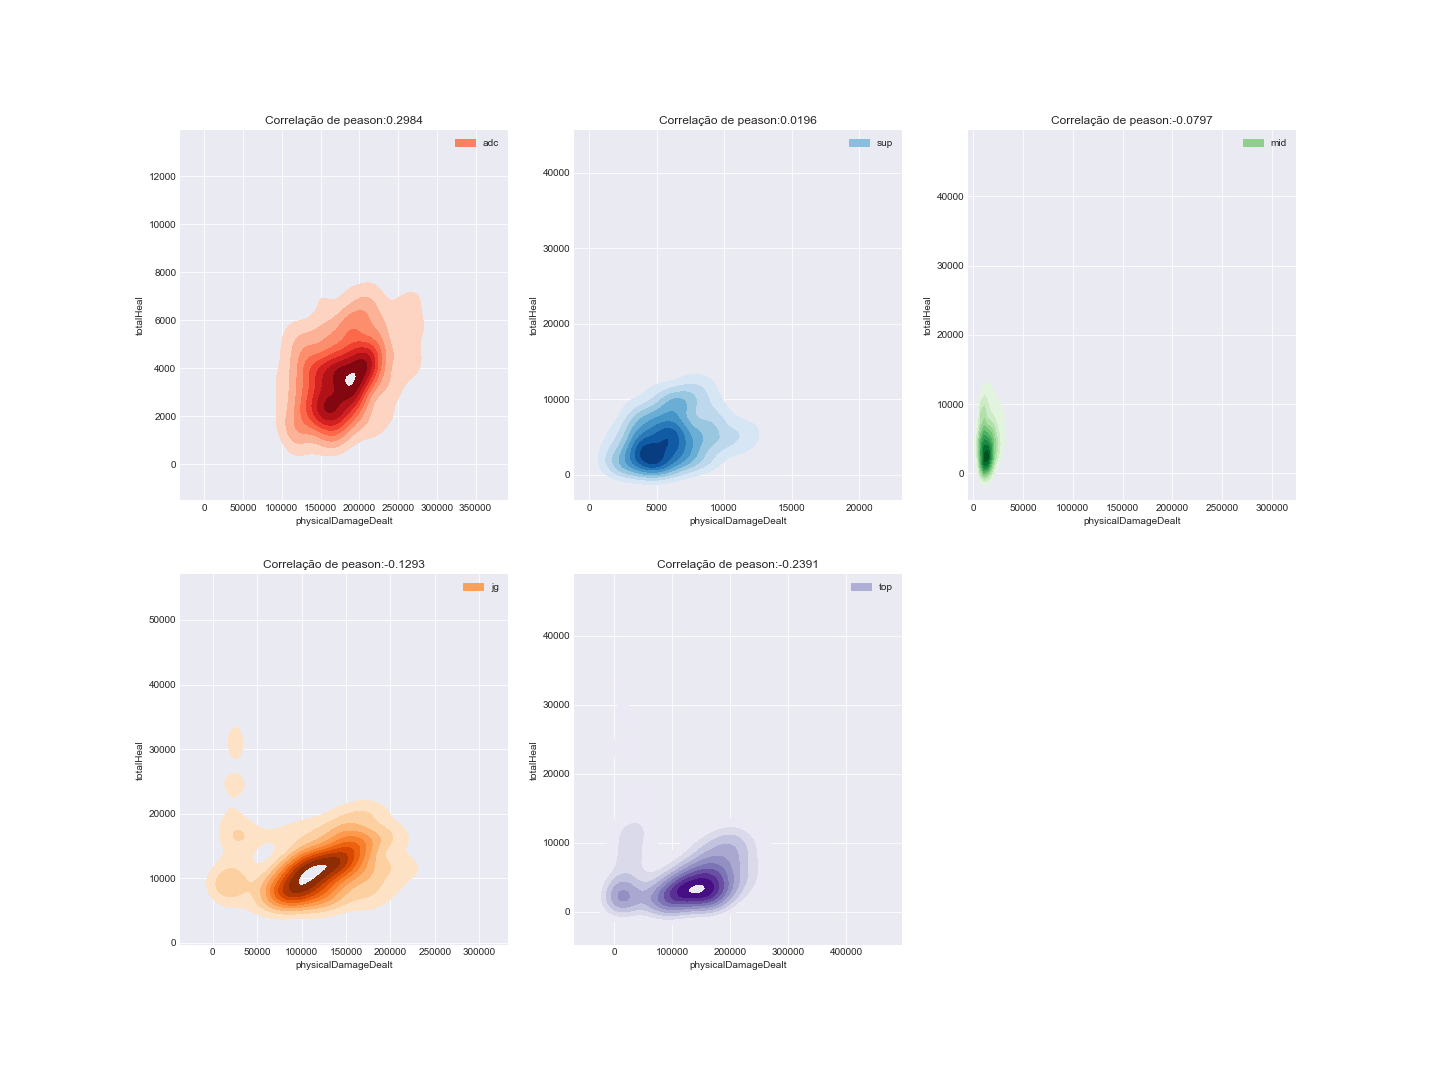 Correlação de peason:0.2984
adc
12000
10000
8000
6000
4000
2000
0
totalHeal
0 50000 100000 150000 200000 250000 300000 350000
physicalDamageDealt
Correlação de peason:0.0196
sup
40000
30000
20000
10000
0
totalHeal
0 5000 10000 15000 20000
physicalDamageDealt
Correlação de peason:-0.0797
mid
40000
30000
20000
10000
0
totalHeal
0 50000 100000 150000 200000 250000 300000
physicalDamageDealt
Correlação de peason:-0.1293
jg
50000
40000
30000
20000
10000
0
totalHeal
0 50000 100000 150000 200000 250000 300000
physicalDamageDealt
Correlação de peason:-0.2391
top
40000
30000
20000
10000
0
totalHeal
0 100000 200000 300000 400000
physicalDamageDealt